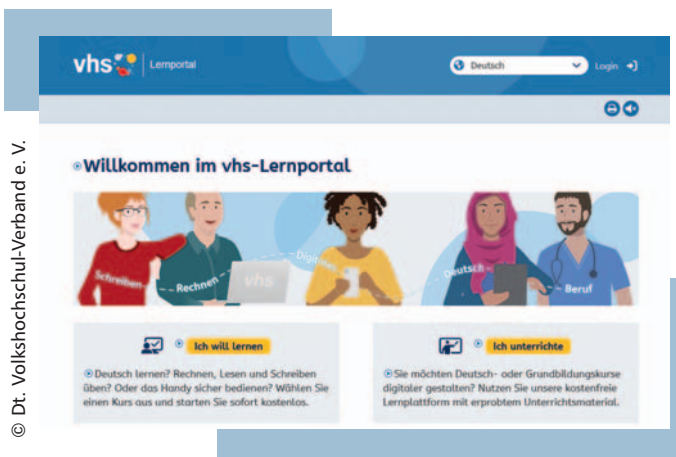 vhs Lernportal
Deutsch
Login
Willkommen im vhs-Lernportal
Schreiben
Rechnen
vhs
Digitales
Deutsch
Beruf
Ich will lernen
Deutsch lernen? Rechnen, Lesen und Schreiben
üben? Oder das Handy sicher bedienen? Wählen Sie
einen Kurs aus und starten Sie sofort kostenlos.
Ich unterrichte
Sie möchten Deutsch- oder Grundbildungskurse
digitaler gestalten? Nutzen Sie unsere kostenfreie
Lernplattform mit erprobtem Unterrichtsmaterial.
© Dt. Volkshochschul-Verband e. V.